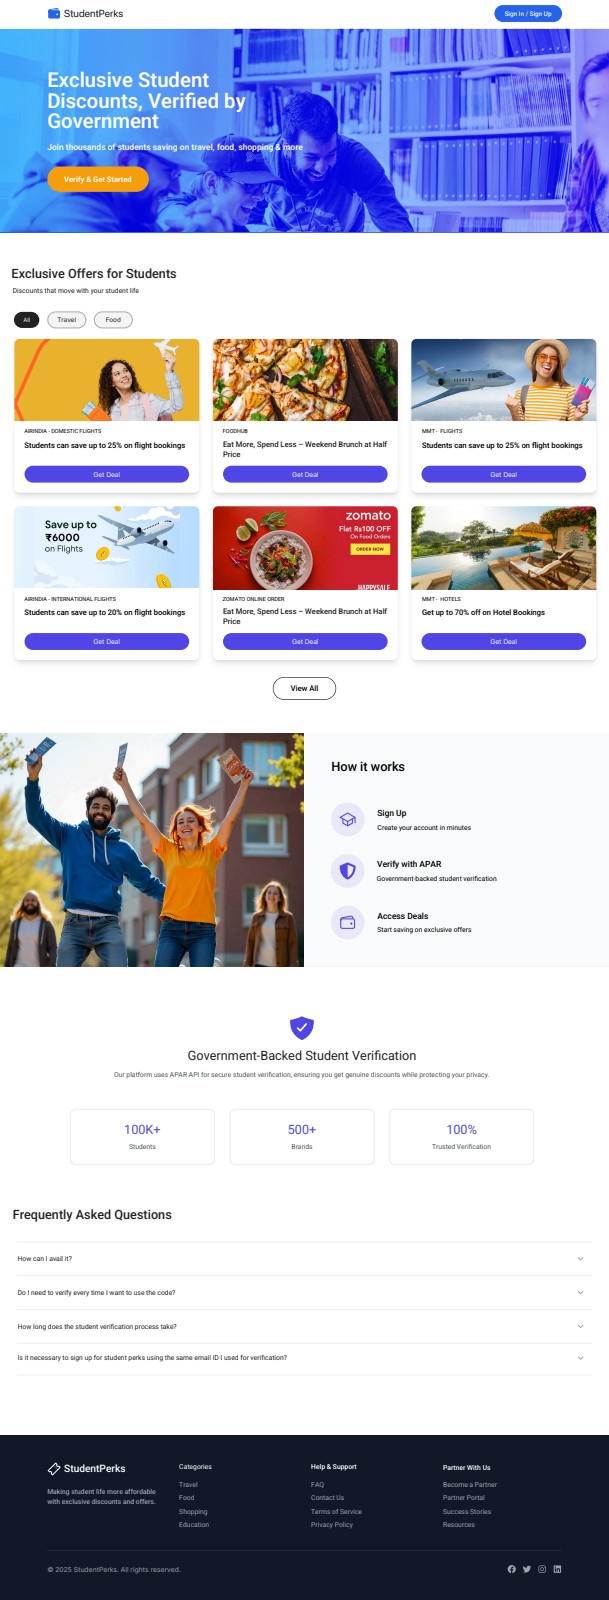 StudentPerks
Sign In / Sign Up
Exclusive Student
Discounts, Verified by
Government
Join thousands of students saving on travel, food, shopping & more
Verify & Get Started
Exclusive Offers for Students
Discounts that move with your student life
All
Travel
Food
AIRINDIA - DOMESTIC FLIGHTS
Students can save up to 25% on flight bookings
Get Deal
FOODHUB
Eat More, Spend Less – Weekend Brunch at Half
Price
Get Deal
MMT - FLIGHTS
Students can save up to 25% on flight bookings
Get Deal
Save up to
₹6000
on Flights
AIRINDIA - INTERNATIONAL FLIGHTS
Students can save up to 20% on flight bookings
Get Deal
zomato
Flat Rs100 OFF
On Food Orders
ORDER NOW
HAPPYSALE
ZOMATO ONLINE ORDER
Eat More, Spend Less – Weekend Brunch at Half
Price
Get Deal
MMT - HOTELS
Get up to 70% off on Hotel Bookings
Get Deal
View All
How it works
Sign Up
Create your account in minutes
Verify with APAR
Government-backed student verification
Access Deals
Start saving on exclusive offers
Government-Backed Student Verification
Our platform uses APAR API for secure student verification, ensuring you get genuine discounts while protecting your privacy.
100K+
Students
500+
Brands
100%
Trusted Verification
Frequently Asked Questions
How can I avail it?
Do I need to verify every time I want to use the code?
How long does the student verification process take?
Is it necessary to sign up for student perks using the same email ID I used for verification?
StudentPerks
Making student life more affordable
with exclusive discounts and offers.
Categories
Travel
Food
Shopping
Education
Help & Support
FAQ
Contact Us
Terms of Service
Privacy Policy
Partner With Us
Become a Partner
Partner Portal
Success Stories
Resources
© 2025 StudentPerks. All rights reserved.